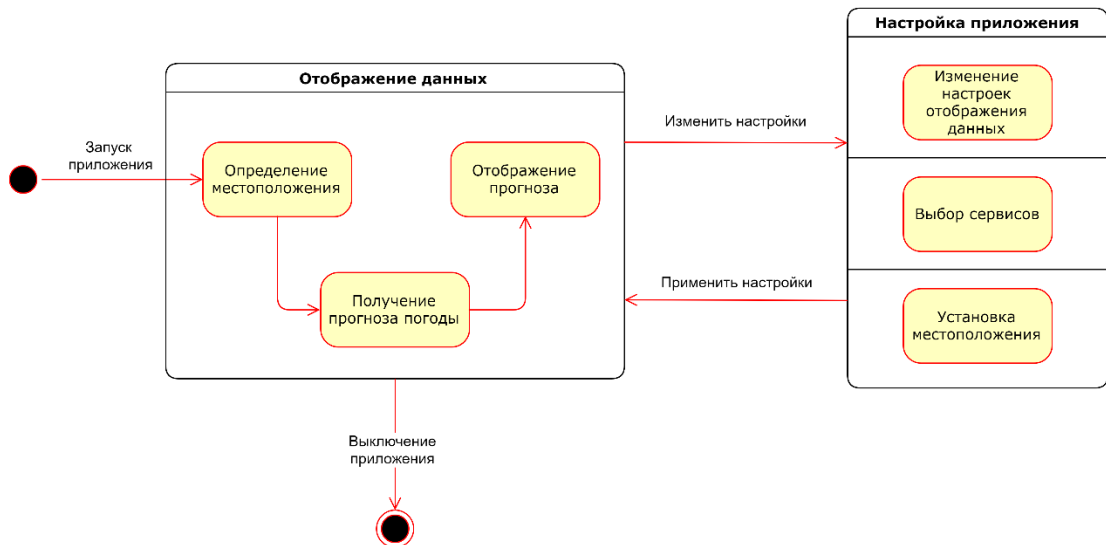 Настройка приложения
Изменение
настроек
отображения
данных
Отображение данных
Изменить настройки
Запуск
приложения
Определение
местоположения
Отображение
прогноза
Выбор сервисов
Применить настройки
Получение
прогноза погоды
Установка
местоположения
Выключение
приложения